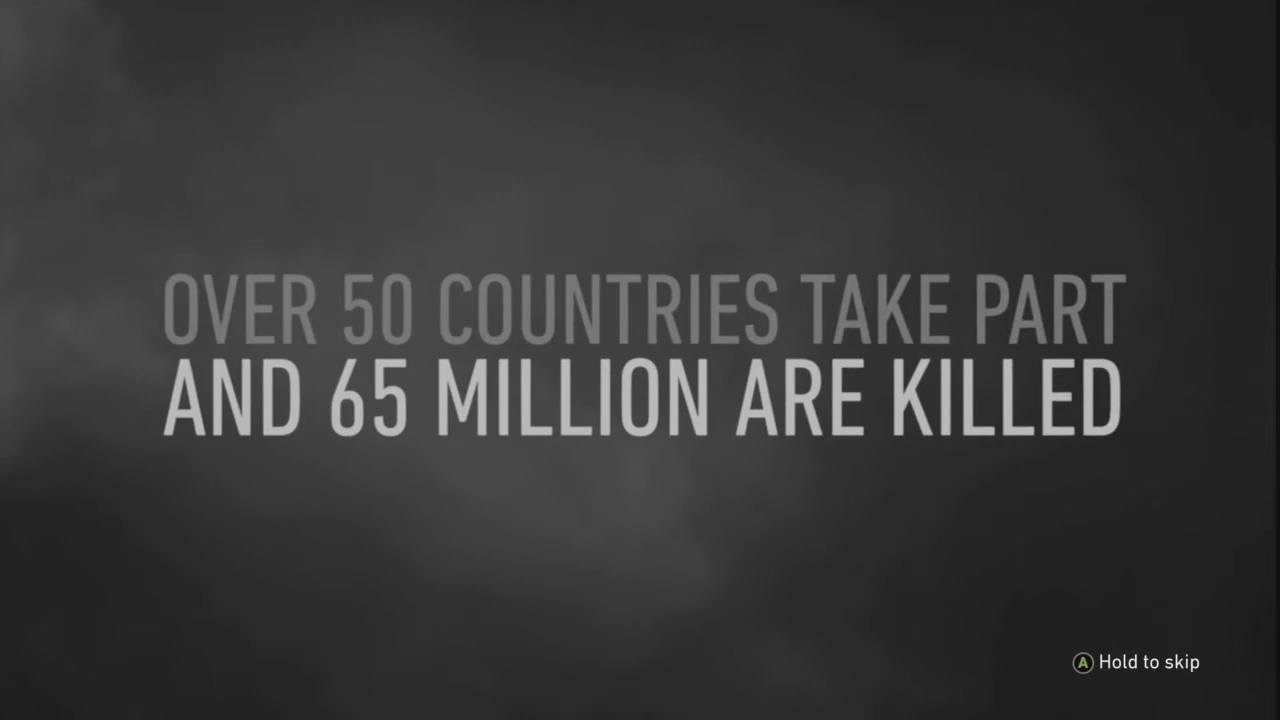 OVER 50 COUNTRIES TAKE PART
AND 65 MILLION ARE KILLED
A Hold to skip